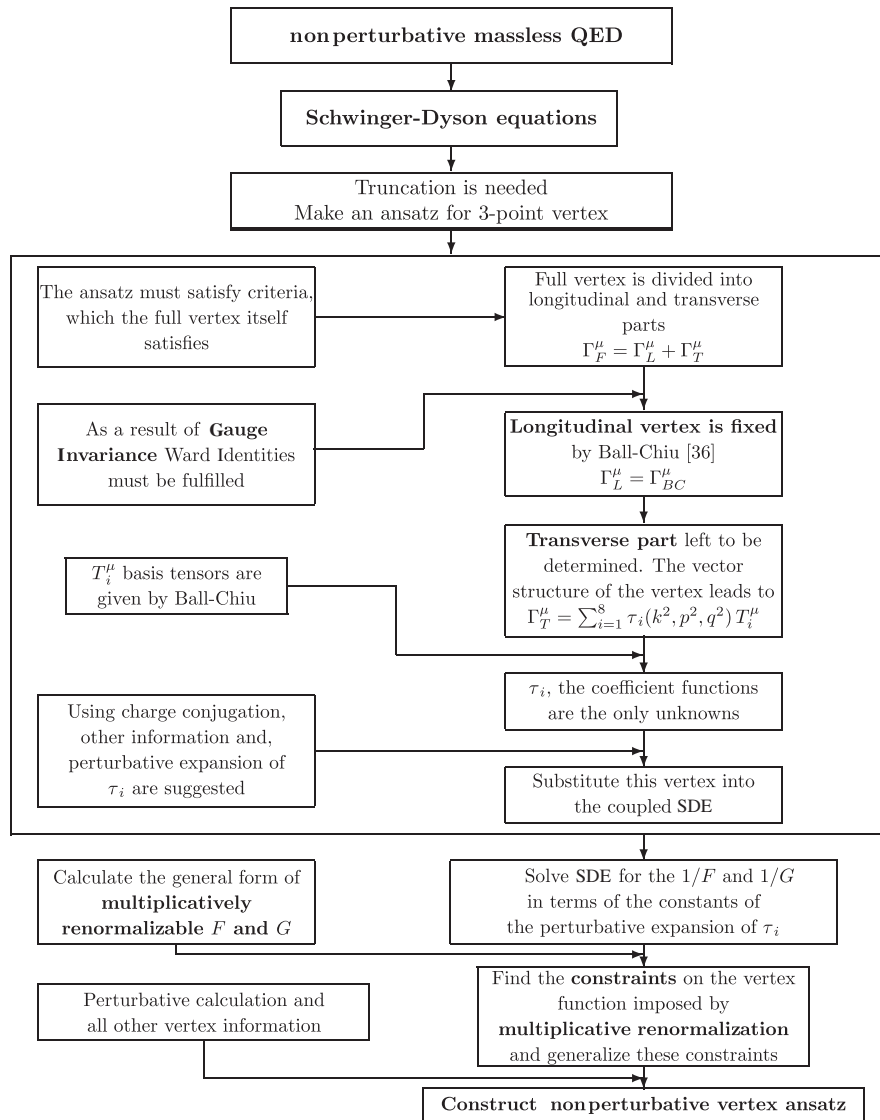 nonperturbative massless QED
Schwinger-Dyson equations
Truncation is needed
Make an ansatz for 3-point vertex
The ansatz must satisfy criteria,
which the full vertex itself
satisfies
Full vertex is divided into
longitudinal and transverse
parts
Γ^μ_F = Γ^μ_L + Γ^μ_T
As a result of Gauge
Invariance Ward Identities
must be fulfilled
Longitudinal vertex is fixed
by Ball-Chiu [36]
Γ^μ_L = Γ^μ_BC
T^μ_i basis tensors are
given by Ball-Chiu
Transverse part left to be
determined. The vector
structure of the vertex leads to
Γ^μ_T = ∑^8_{i=1} τ_i(k², p², q²) T^μ_i
τ_i, the coefficient functions
are the only unknowns
Using charge conjugation,
other information and,
perturbative expansion of
τ_i are suggested
Substitute this vertex into
the coupled SDE
Calculate the general form of
multiplicatively
renormalizable F and G
Solve SDE for the 1/F and 1/G
in terms of the constants of
the perturbative expansion of τ_i
Perturbative calculation and
all other vertex information
Find the constraints on the vertex
function imposed by
multiplicative renormalization
and generalize these constraints
Construct nonperturbative vertex ansatz